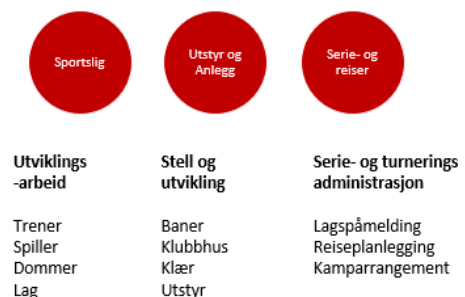 Sportslig
Utstyr og
Anlegg
Serie- og
reiser
Utviklings
-arbeid
Trener
Spiller
Dommer
Lag
Stell og
utvikling
Baner
Klubbhus
Klær
Utstyr
Serie- og turnerings
administrasjon
Lagspåmelding
Reiseplanlegging
Kamparrangement